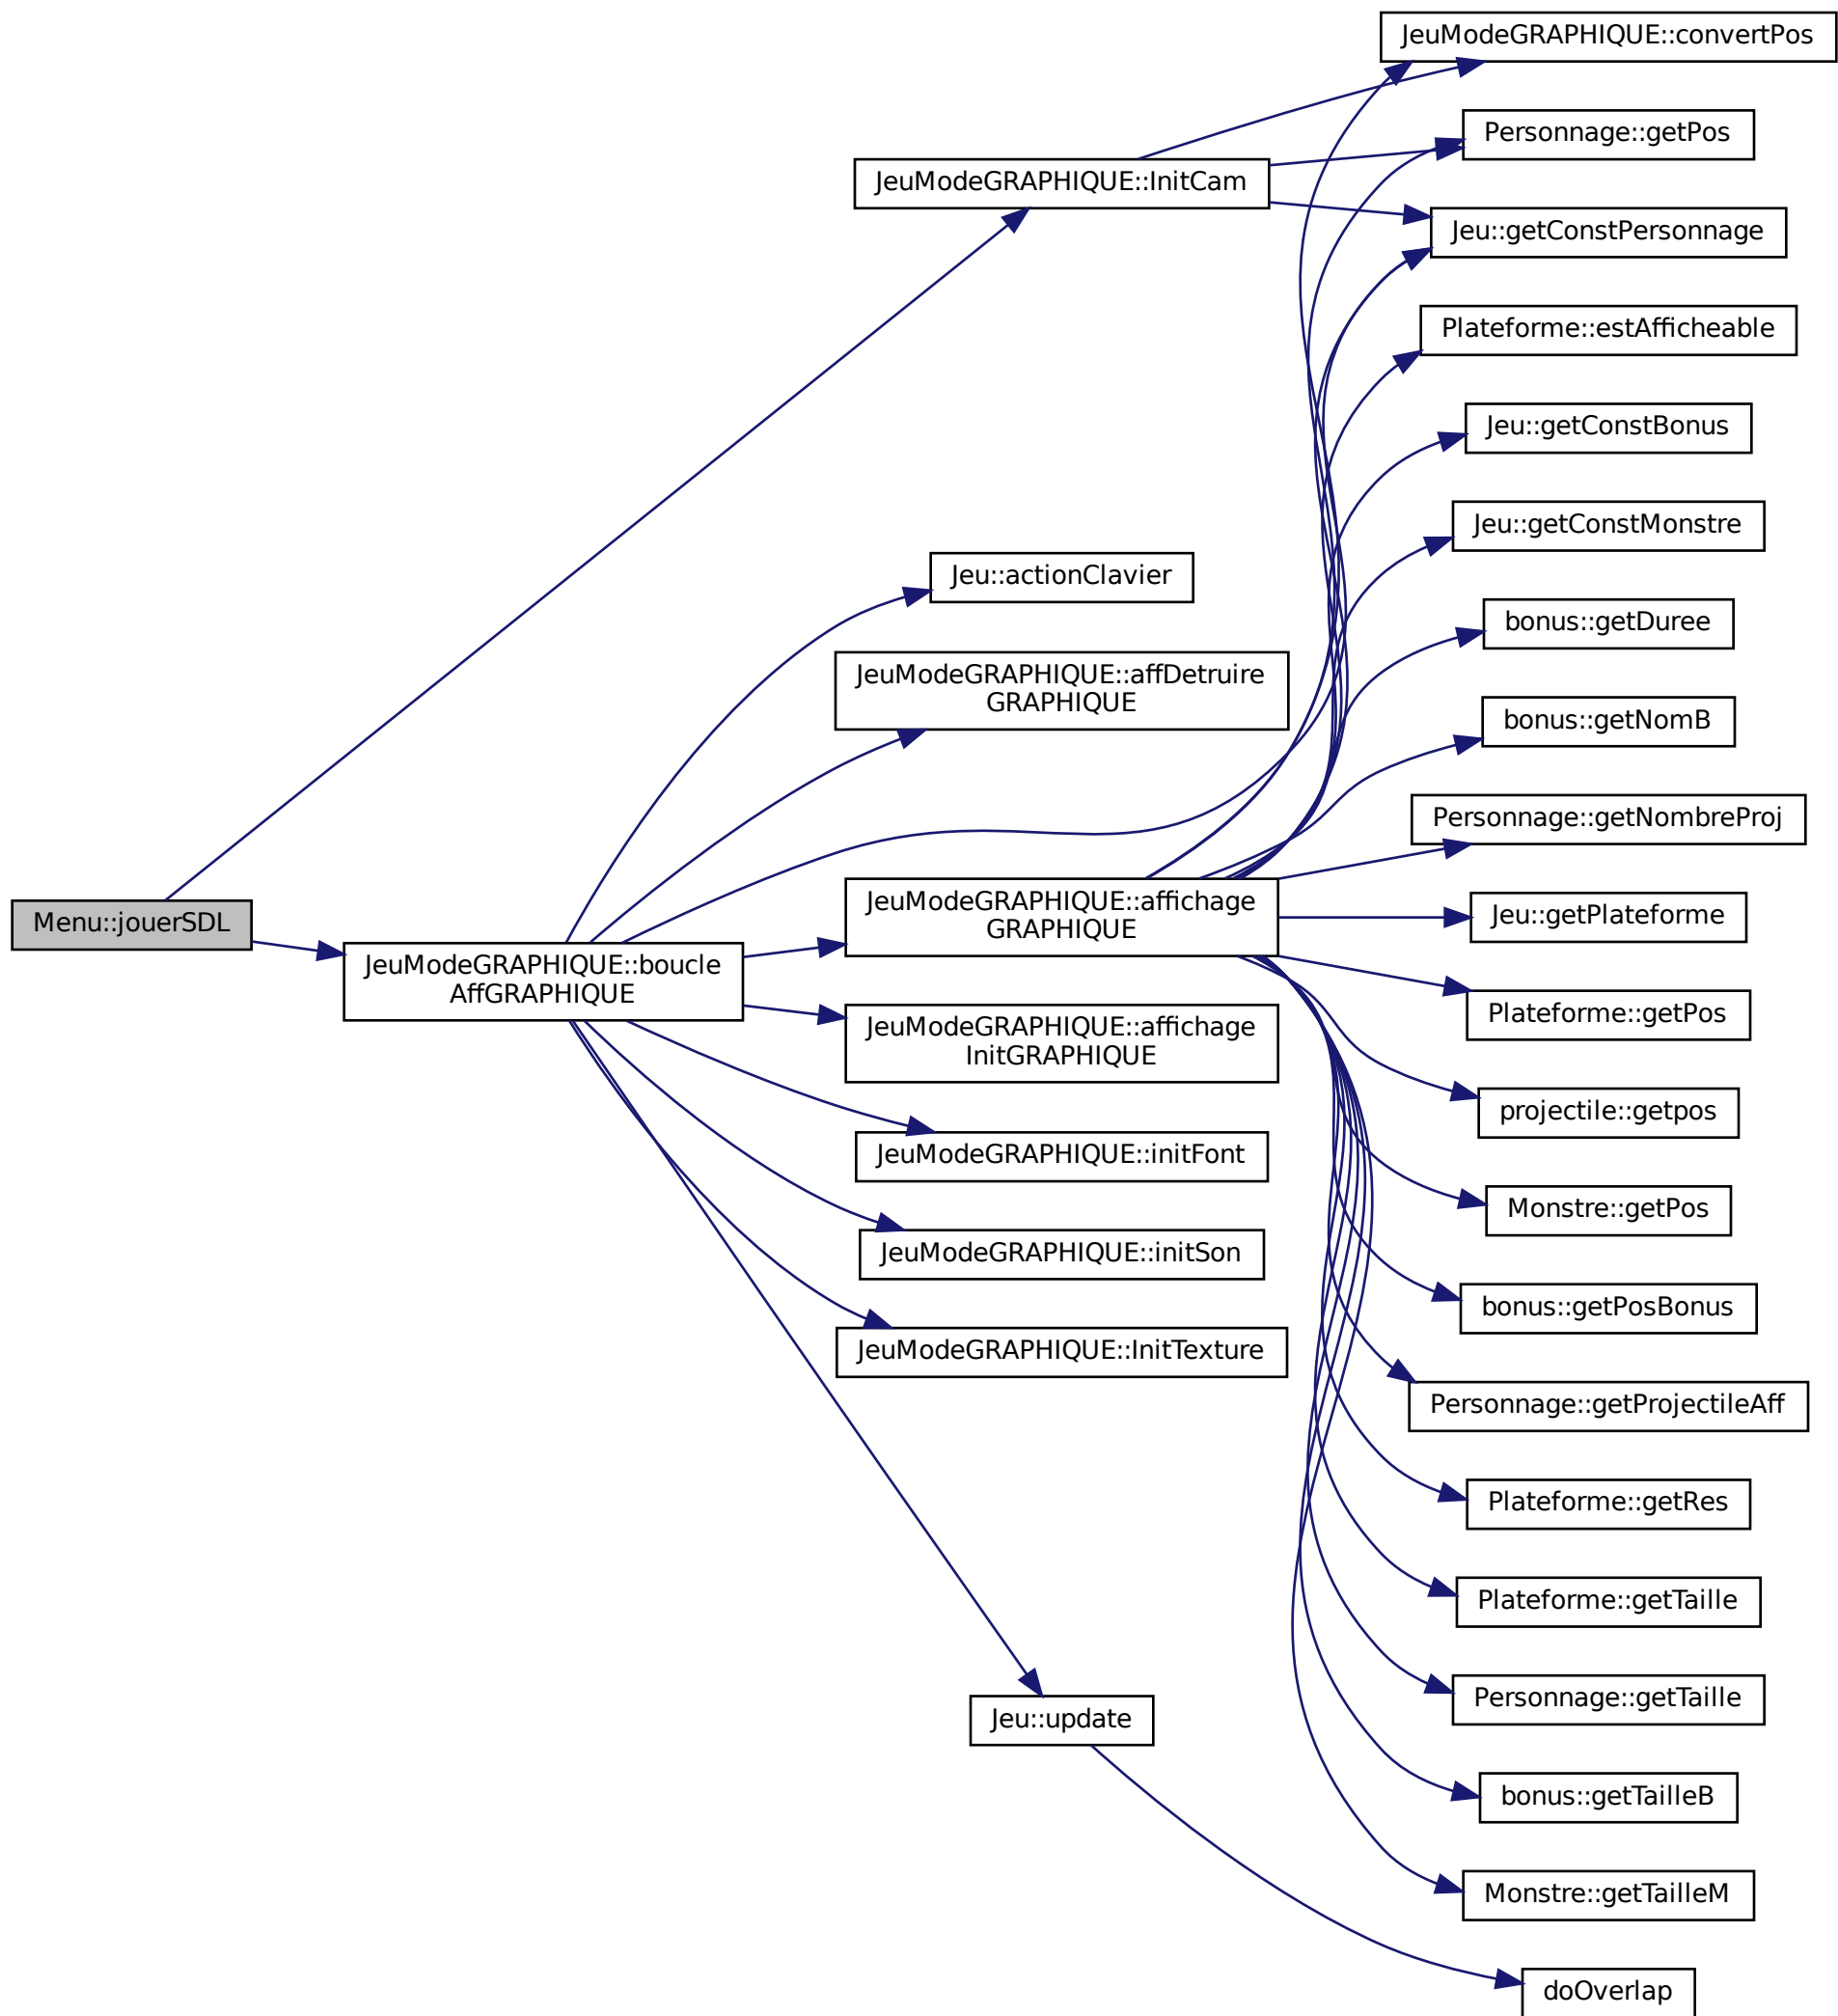 Menu::jouerSDL
JeuModeGRAPHIQUE::InitCam
JeuModeGRAPHIQUE::boucle
AffGRAPHIQUE
Jeu::actionClavier
JeuModeGRAPHIQUE::affDetruire
GRAPHIQUE
JeuModeGRAPHIQUE::affichage
GRAPHIQUE
JeuModeGRAPHIQUE::affichage
InitGRAPHIQUE
JeuModeGRAPHIQUE::initFont
JeuModeGRAPHIQUE::initSon
JeuModeGRAPHIQUE::InitTexture
Jeu::update
JeuModeGRAPHIQUE::convertPos
Personnage::getPos
Jeu::getConstPersonnage
Plateforme::estAfficheable
Jeu::getConstBonus
Jeu::getConstMonstre
bonus::getDuree
bonus::getNomB
Personnage::getNombreProj
Jeu::getPlateforme
Plateforme::getPos
projectile::getpos
Monstre::getPos
bonus::getPosBonus
Personnage::getProjectileAff
Plateforme::getRes
Plateforme::getTaille
Personnage::getTaille
bonus::getTailleB
Monstre::getTailleM
doOverlap